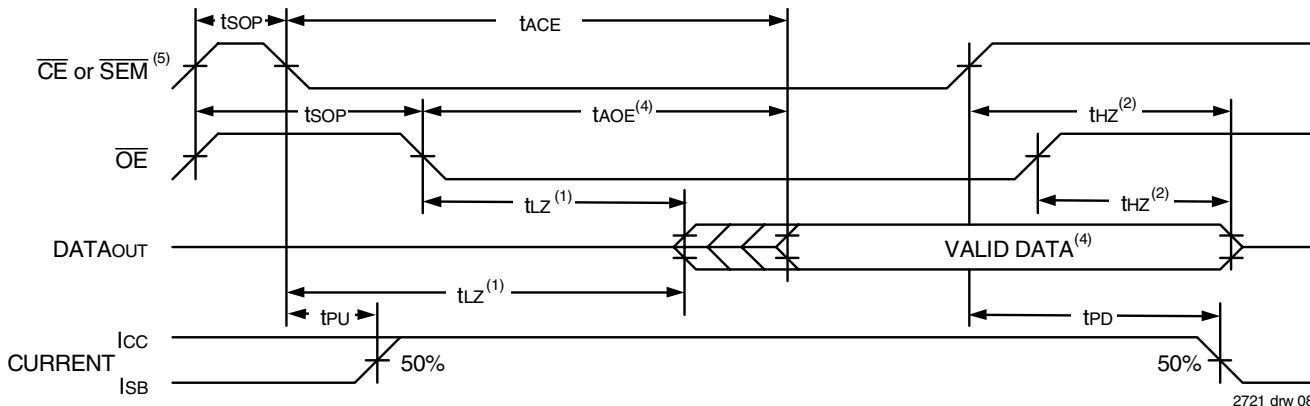 tSOP
tACE
CE or SEM (5)
tSOP
tAOE(4)
tHZ(2)
OE
tLZ(1)
tHZ(2)
DATAOUT
VALID DATA(4)
tLZ(1)
tPU
tPD
ICC
CURRENT
50%
50%
ISB
2721 drw 08